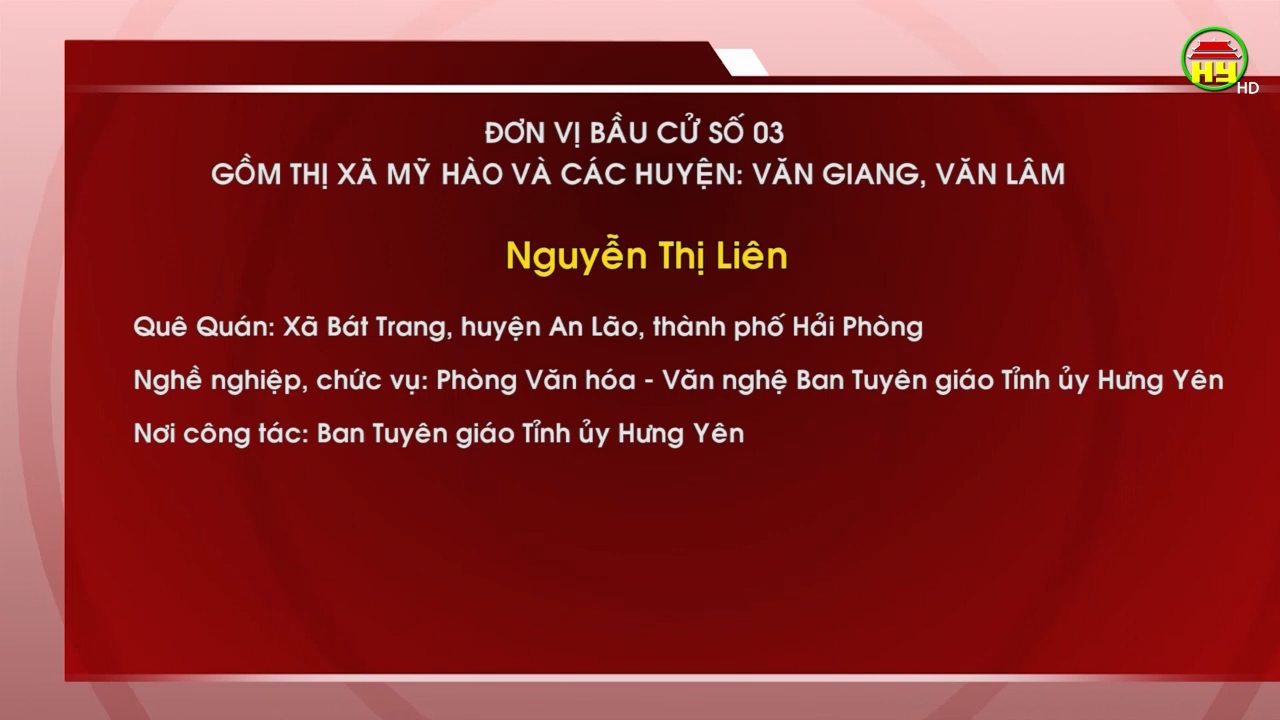 HY
HD
ĐƠN VỊ BẦU CỬ SỐ 03
GỒM THỊ XÃ MỸ HÀO VÀ CÁC HUYỆN: VĂN GIANG, VĂN LÂM
Nguyễn Thị Liên
Quê Quán: Xã Bát Trang, huyện An Lão, thành phố Hải Phòng
Nghề nghiệp, chức vụ: Phòng Văn hóa - Văn nghệ Ban Tuyên giáo Tỉnh ủy Hưng Yên
Nơi công tác: Ban Tuyên giáo Tỉnh ủy Hưng Yên